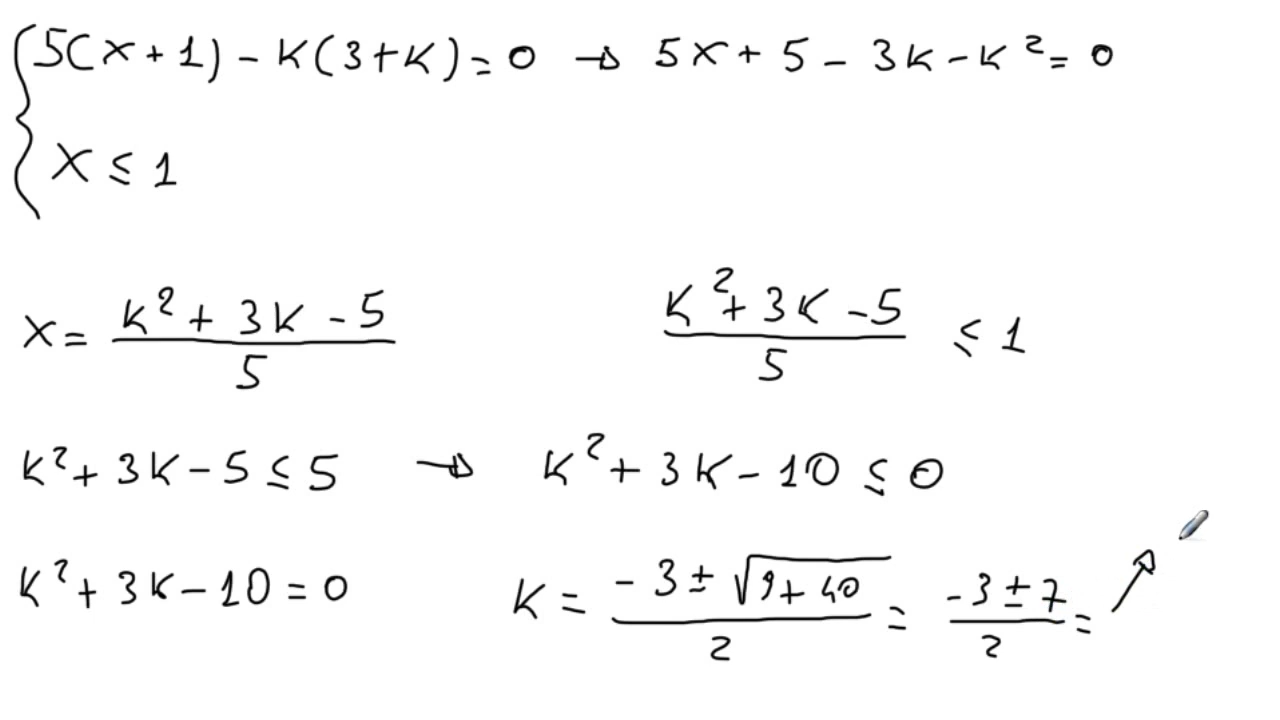 5(x+1) - K(3+K) = 0 → 5x + 5 - 3K - K² = 0
x ≤ 1
x = (K² + 3K - 5)/5    (K² + 3K - 5)/5 ≤ 1
K² + 3K - 5 ≤ 5 → K² + 3K - 10 ≤ 0
K² + 3K - 10 = 0    K = (-3 ± √(9 + 40))/2 = (-3 ± 7)/2 = ↗